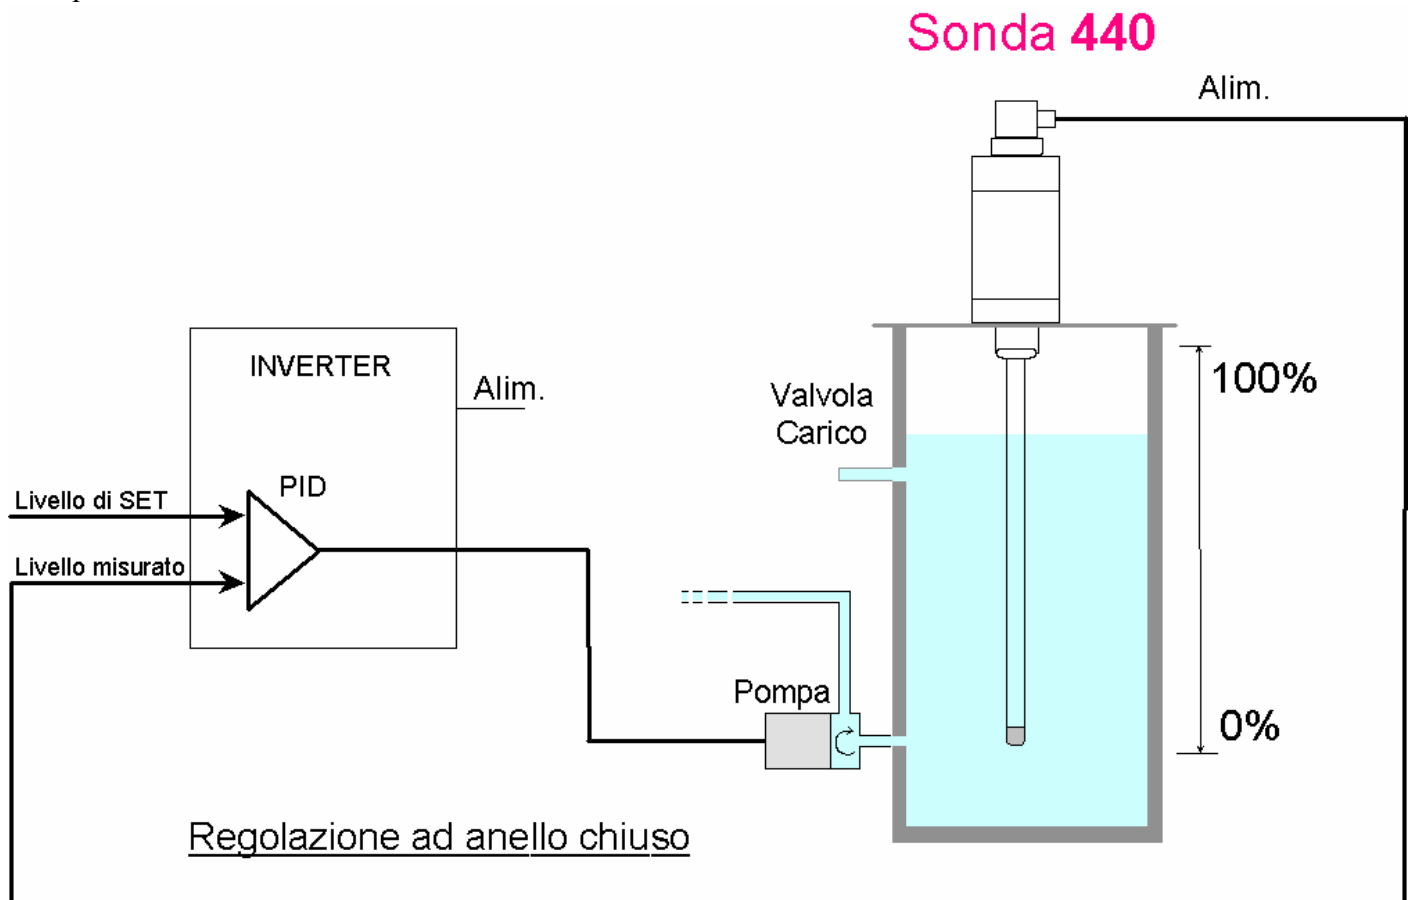 Sonda 440
Alim.
INVERTER
Alim.
100%
Valvola
Carico
PID
Livello di SET
Livello misurato
Pompa
0%
Regolazione ad anello chiuso